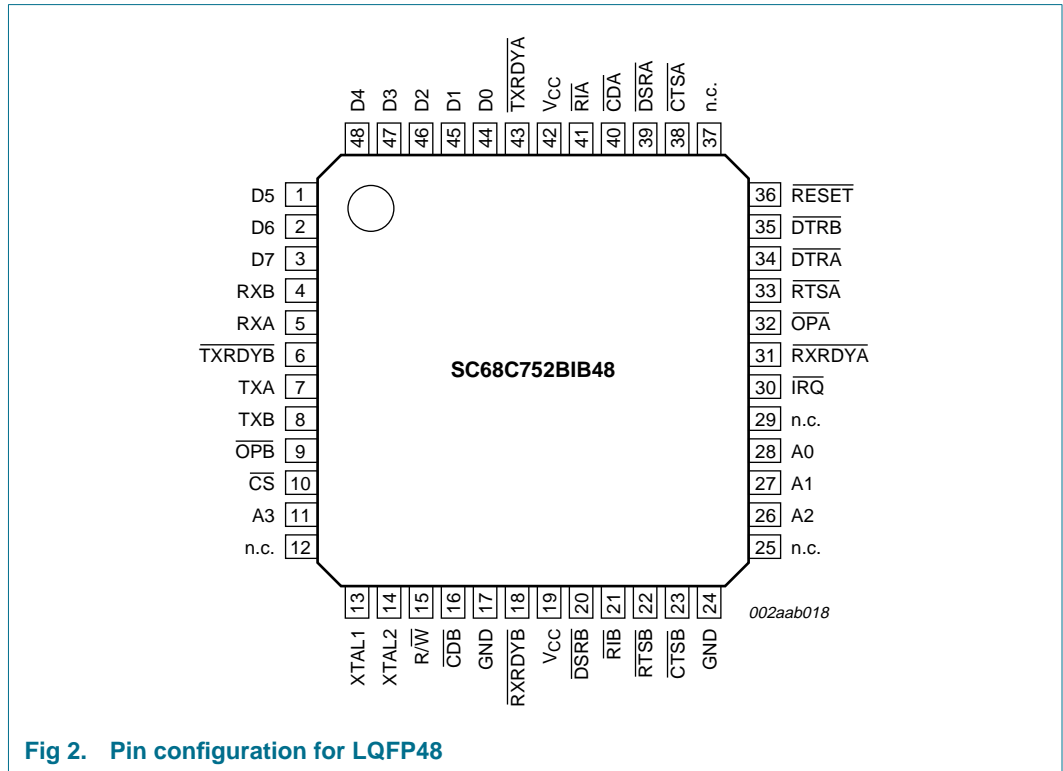 D4
D3
D2
D1
D0
TXRDYA
VCC
RIA
CDA
DSRA
CTSA
n.c.
48
47
46
45
44
43
42
41
40
39
38
37
D5 1
D6 2
D7 3
RXB 4
RXA 5
TXRDYB 6
TXA 7
TXB 8
OPB 9
CS 10
A3 11
n.c. 12
SC68C752BIB48
36 RESET
35 DTRB
34 DTRA
33 RTSA
32 OPA
31 RXRDYA
30 IRQ
29 n.c.
28 A0
27 A1
26 A2
25 n.c.
13
14
15
16
17
18
19
20
21
22
23
24
XTAL1
XTAL2
R/W
CDB
GND
RXRDYB
VCC
DSRB
RIB
RTSB
CTSB
GND
002aab018
Fig 2. Pin configuration for LQFP48